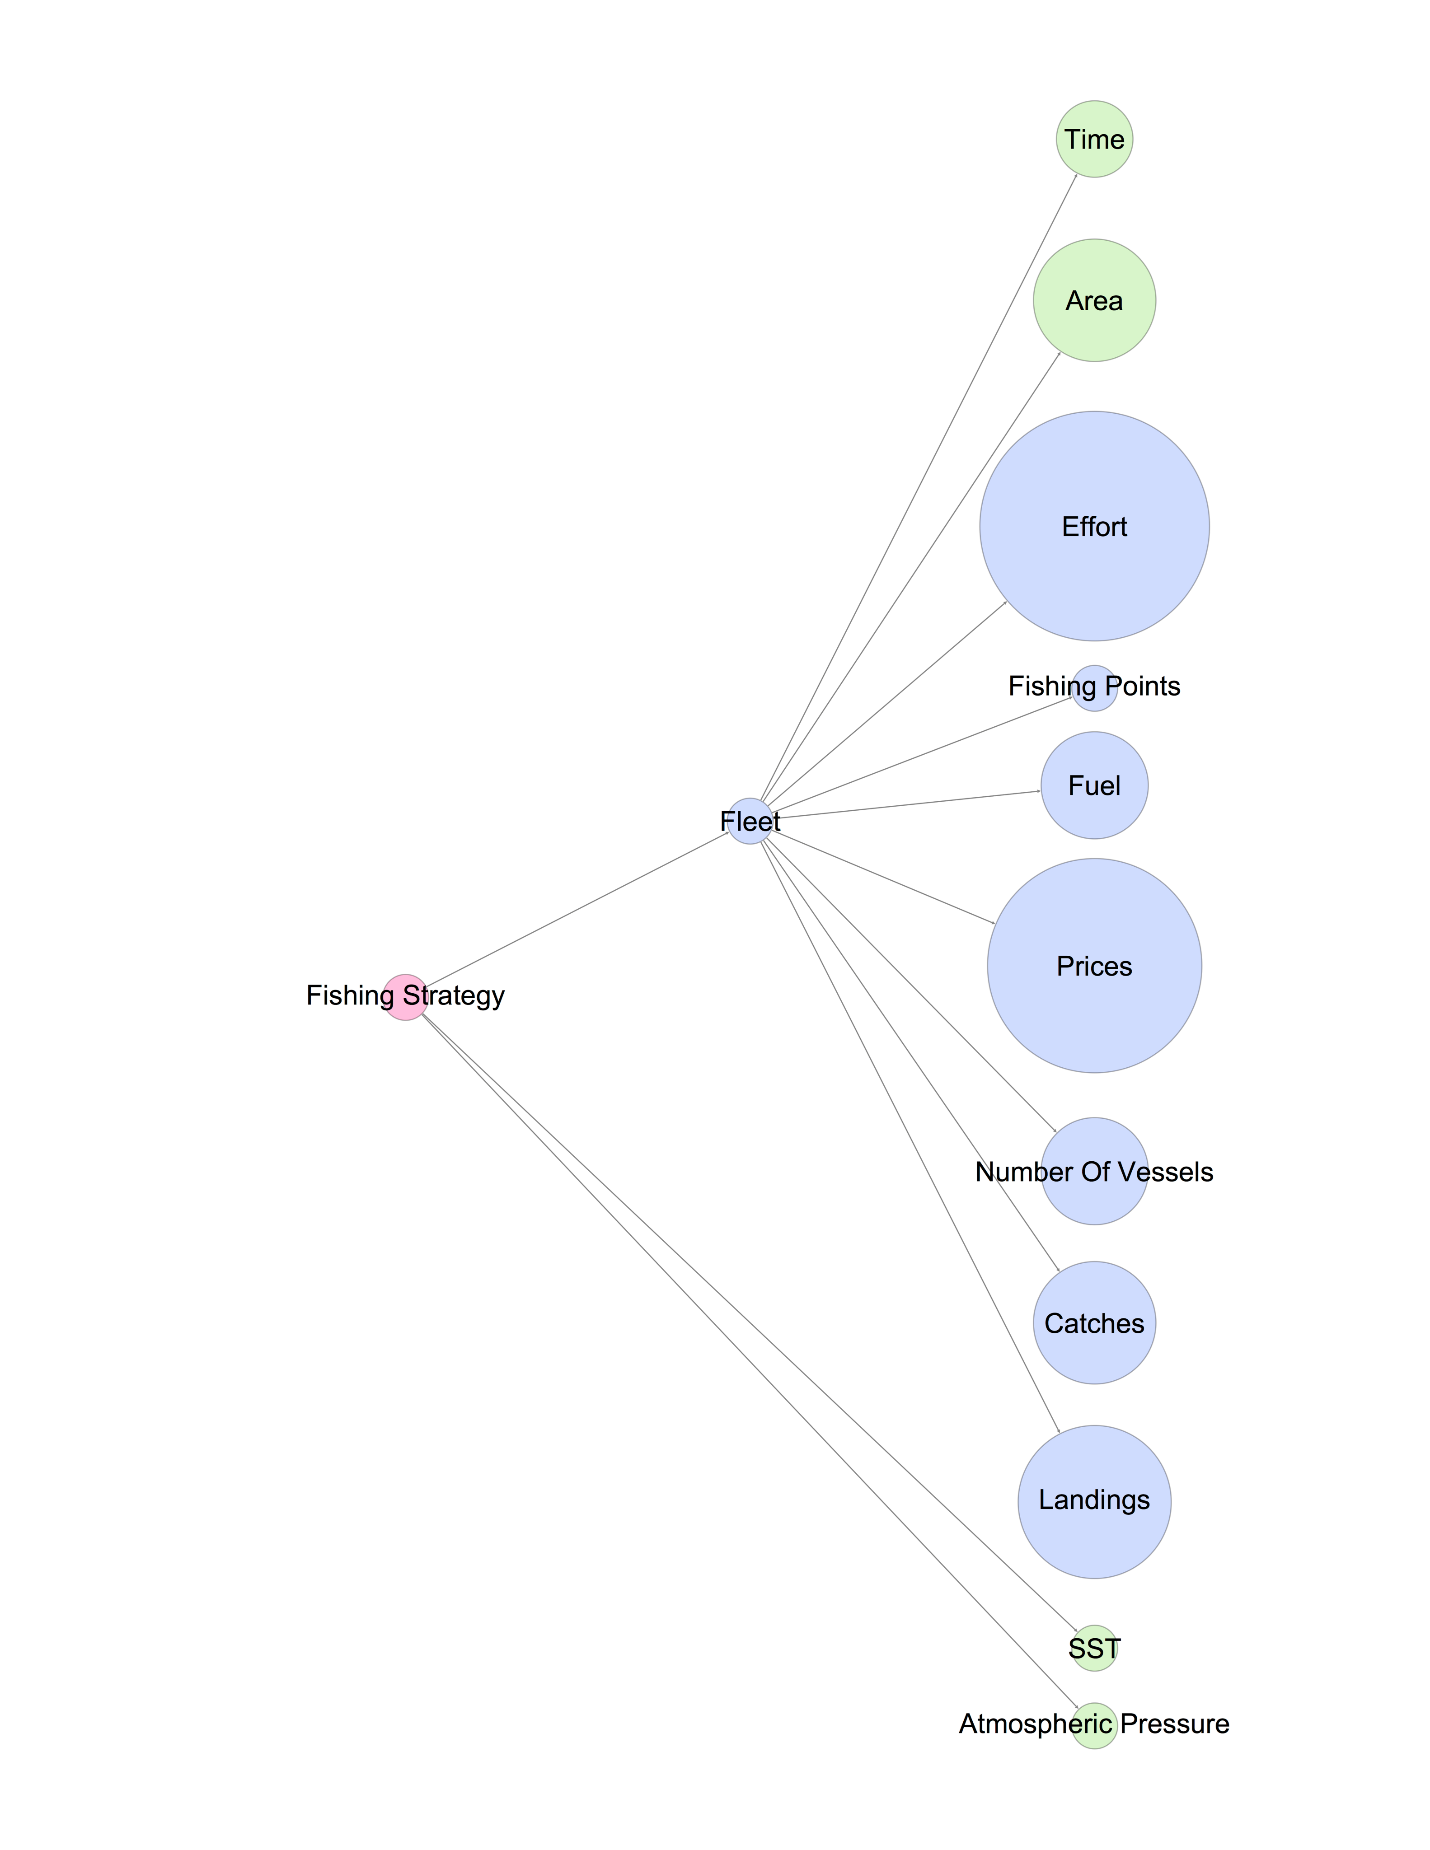 Time
Area
Effort
Fishing Points
Fuel
Fleet
Prices
Fishing Strategy
Number Of Vessels
Catches
Landings
SST
Atmospheric Pressure